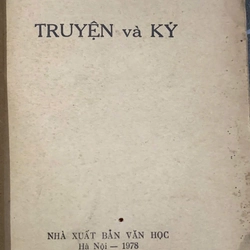 TRUYỆN và KÝ
NHÀ XUẤT BẢN VĂN HỌC
Hà Nội — 1978